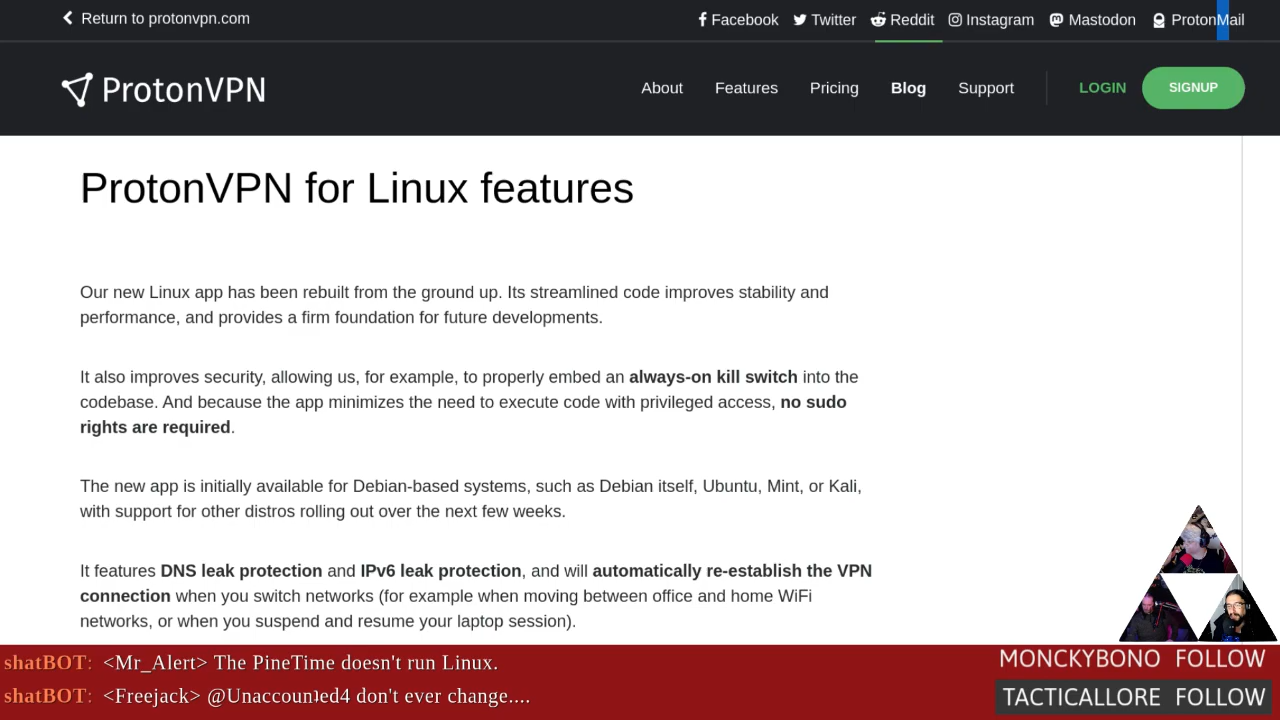 Return to protonvpn.com Facebook Twitter Reddit Instagram Mastodon ProtonMail
ProtonVPN About Features Pricing Blog Support LOGIN SIGNUP
ProtonVPN for Linux features
Our new Linux app has been rebuilt from the ground up. Its streamlined code improves stability and
performance, and provides a firm foundation for future developments.
It also improves security, allowing us, for example, to properly embed an always-on kill switch into the
codebase. And because the app minimizes the need to execute code with privileged access, no sudo
rights are required.
The new app is initially available for Debian-based systems, such as Debian itself, Ubuntu, Mint, or Kali,
with support for other distros rolling out over the next few weeks.
It features DNS leak protection and IPv6 leak protection, and will automatically re-establish the VPN
connection when you switch networks (for example when moving between office and home WiFi
networks, or when you suspend and resume your laptop session).
shatBOT: <Mr_Alert> The PineTime doesn't run Linux.
shatBOT: <Freejack> @Unaccounted4 don't ever change....
MONCKYBONO FOLLOW
TACTICALLORE FOLLOW